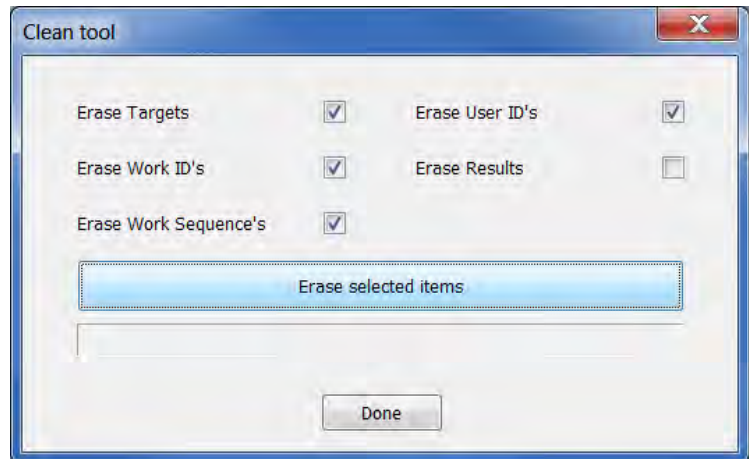 Clean tool
Erase Targets Erase User ID's
Erase Work ID's Erase Results
Erase Work Sequence's
Erase selected items
Done